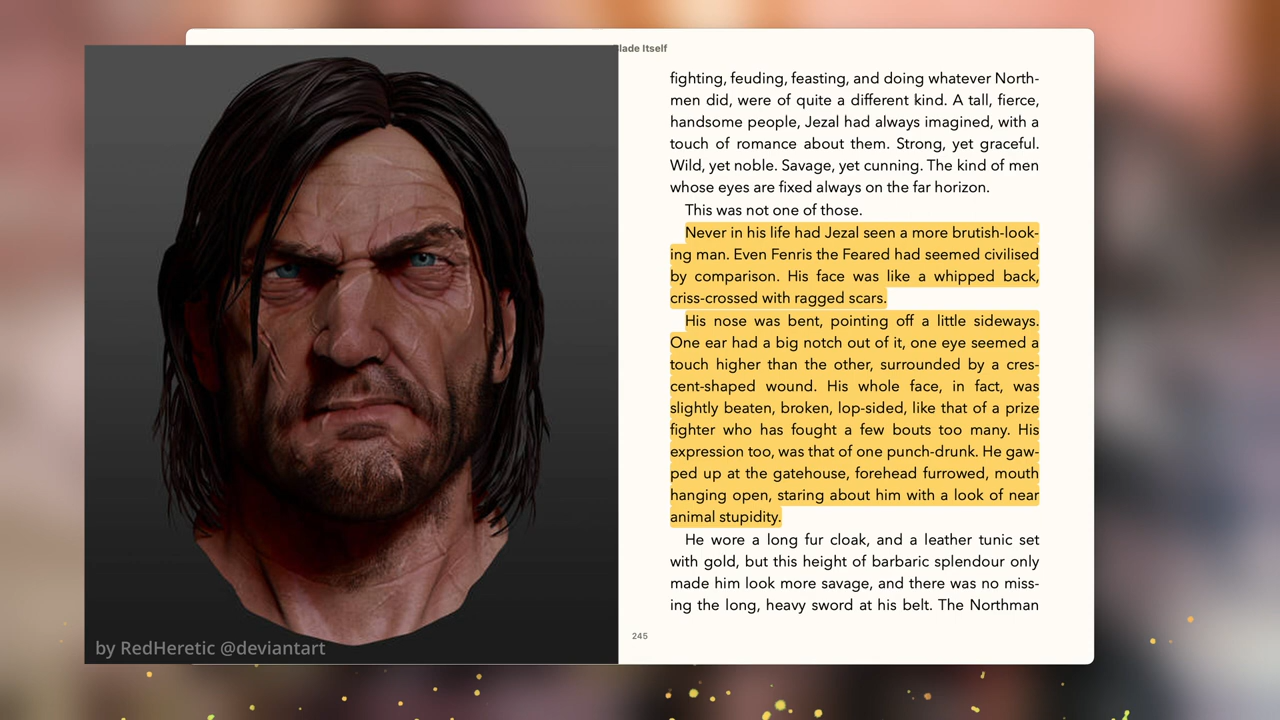 lade Itself
fighting, feuding, feasting, and doing whatever North-
men did, were of quite a different kind. A tall, fierce,
handsome people, Jezal had always imagined, with a
touch of romance about them. Strong, yet graceful.
Wild, yet noble. Savage, yet cunning. The kind of men
whose eyes are fixed always on the far horizon.
This was not one of those.
Never in his life had Jezal seen a more brutish-look-
ing man. Even Fenris the Feared had seemed civilised
by comparison. His face was like a whipped back,
criss-crossed with ragged scars.
His nose was bent, pointing off a little sideways.
One ear had a big notch out of it, one eye seemed a
touch higher than the other, surrounded by a cres-
cent-shaped wound. His whole face, in fact, was
slightly beaten, broken, lop-sided, like that of a prize
fighter who has fought a few bouts too many. His
expression too, was that of one punch-drunk. He gaw-
ped up at the gatehouse, forehead furrowed, mouth
hanging open, staring about him with a look of near
animal stupidity.
He wore a long fur cloak, and a leather tunic set
with gold, but this height of barbaric splendour only
made him look more savage, and there was no miss-
ing the long, heavy sword at his belt. The Northman
245
by RedHeretic @deviantart